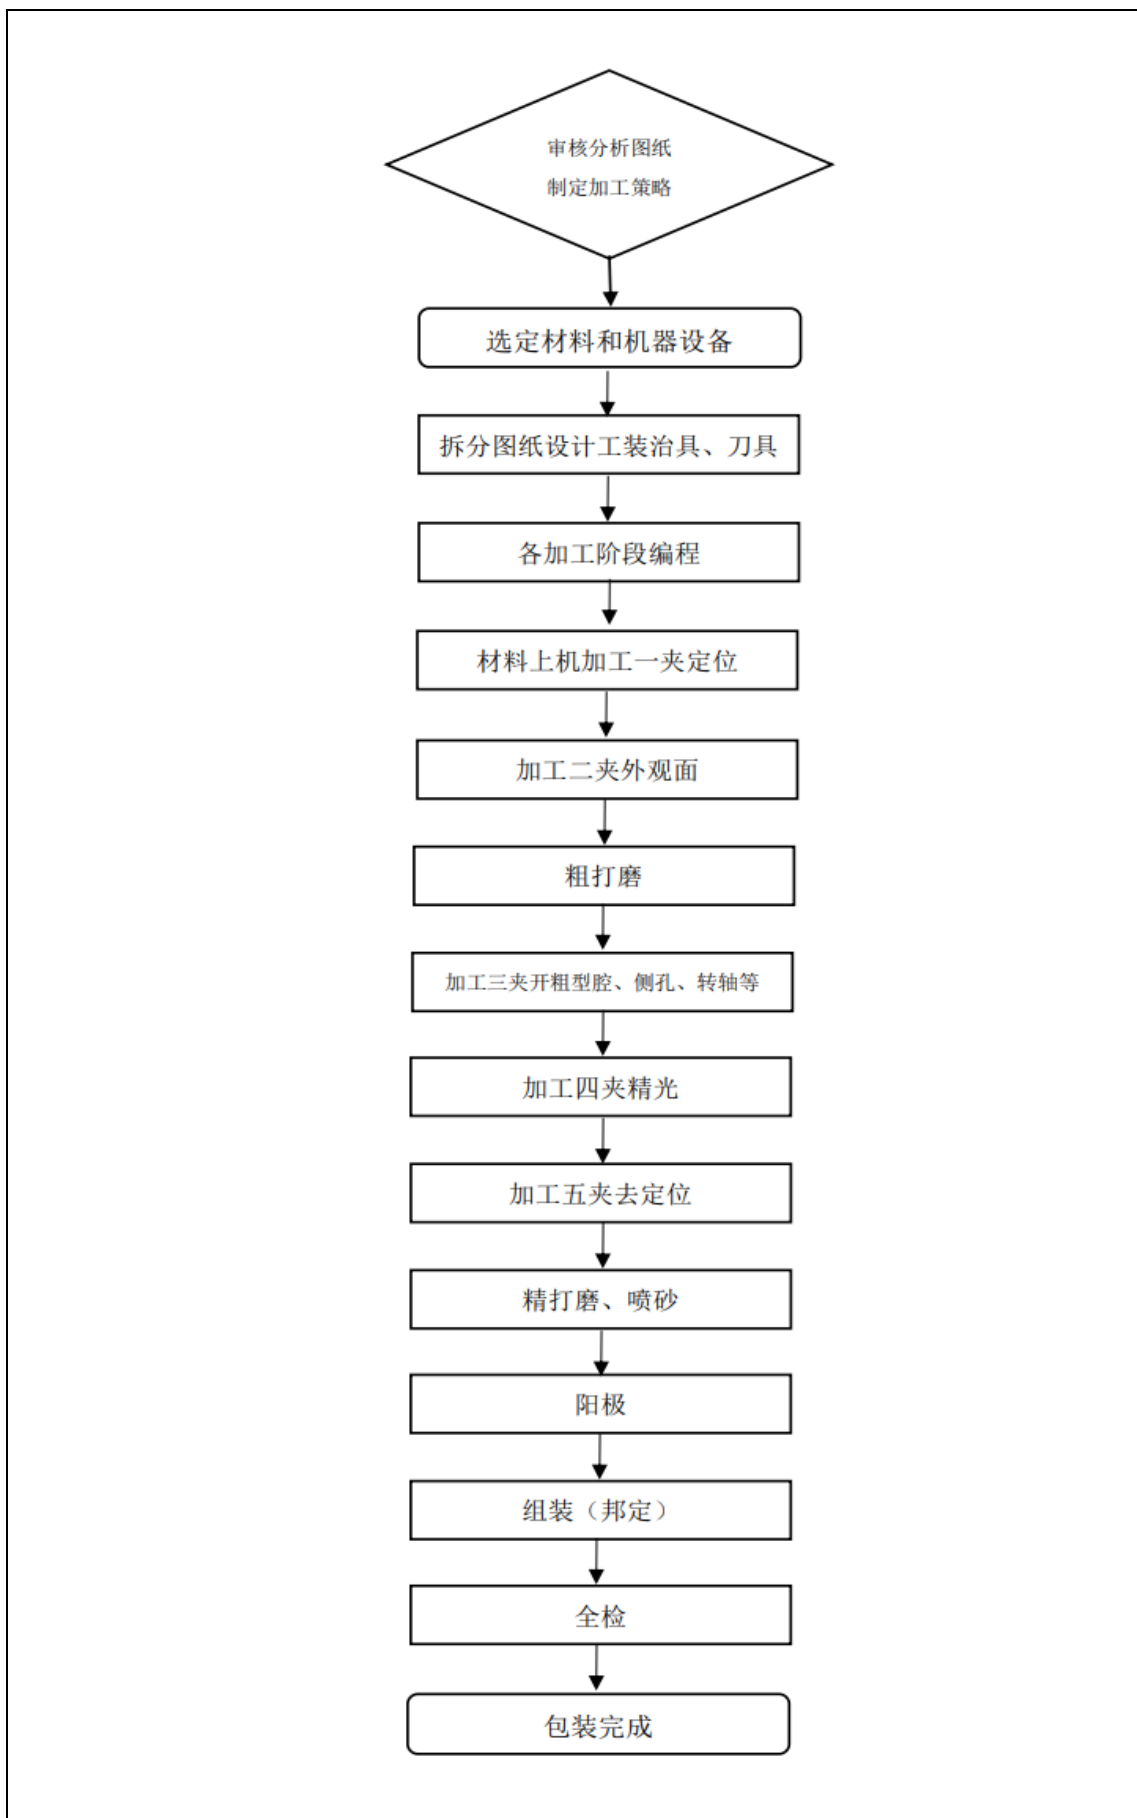 审核分析图纸
制定加工策略
选定材料和机器设备
拆分图纸设计工装治具、刀具
各加工阶段编程
材料上机加工一夹定位
加工二夹外观面
粗打磨
加工三夹开粗型腔、侧孔、转轴等
加工四夹精光
加工五夹去定位
精打磨、喷砂
阳极
组装（邦定）
全检
包装完成